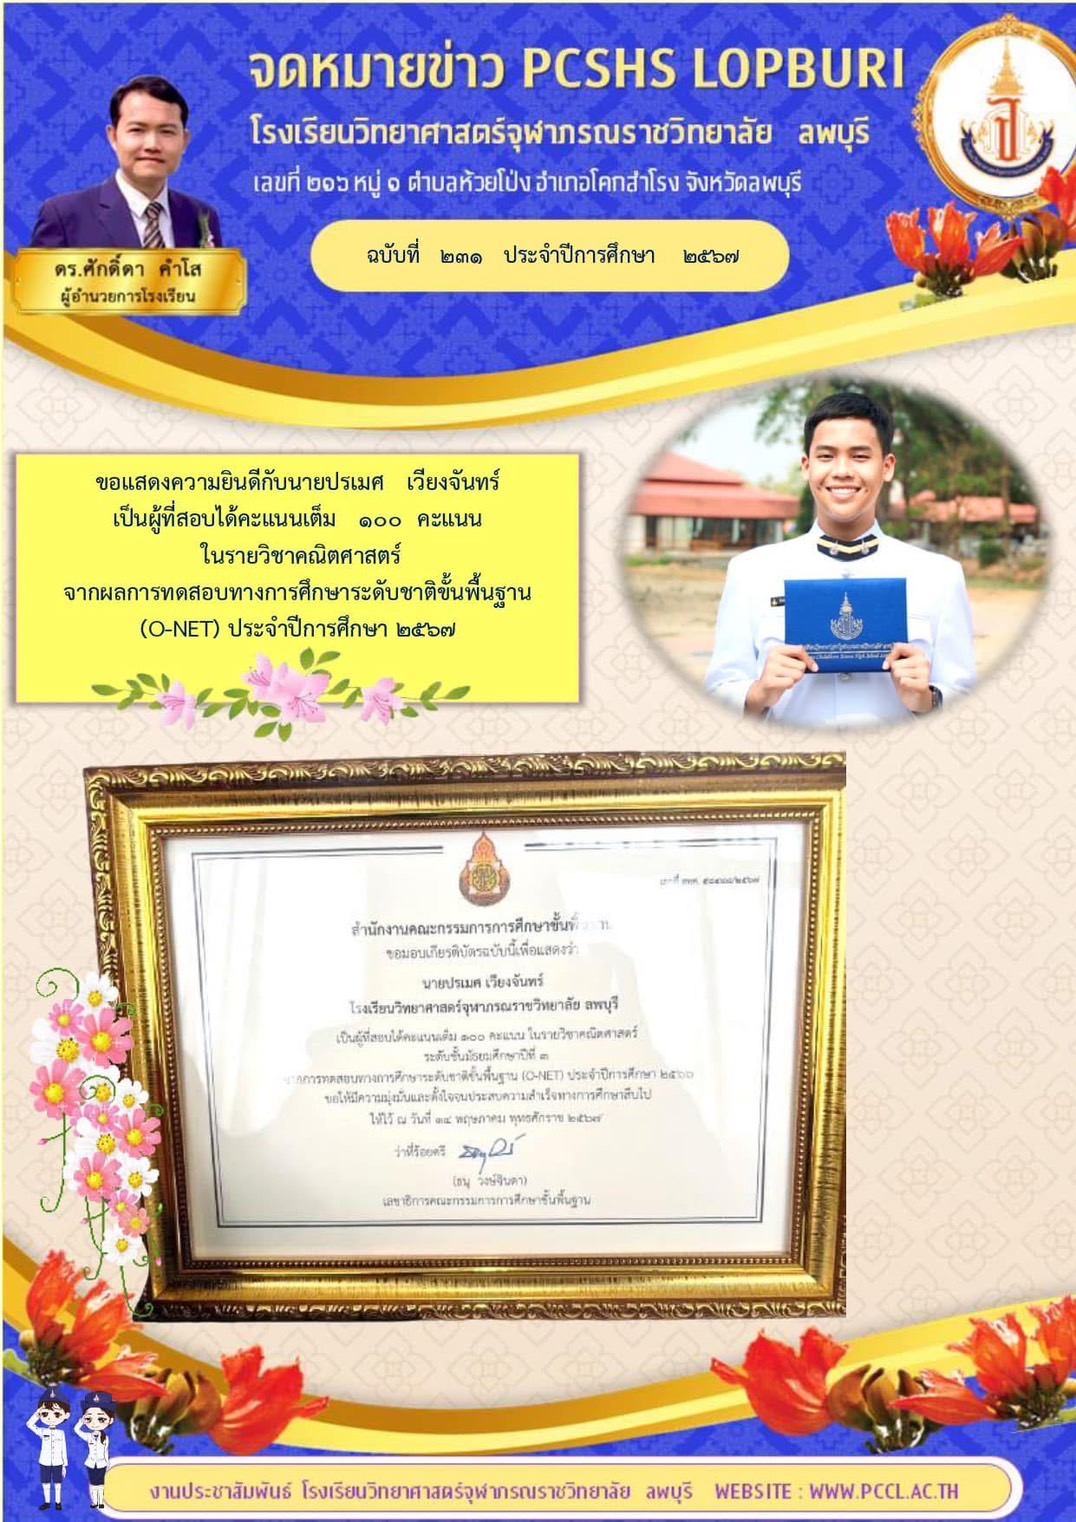 จดหมายข่าว PCSHS LOPBURI
โรงเรียนวิทยาศาสตร์จุฬาภรณราชวิทยาลัย ลพบุรี
เลขที่ ๒๑๖ หมู่ ๑ ตำบลห้วยโป่ง อำเภอโคกสำโรง จังหวัดลพบุรี
ฉบับที่ ๒๓๑ ประจำปีการศึกษา ๒๕๖๗
ดร.ศักดิ์ดา คำโส
ผู้อำนวยการโรงเรียน
ขอแสดงความยินดีกับนายปรเมศ เวียงจันทร์
เป็นผู้ที่สอบได้คะแนนเต็ม ๑๐๐ คะแนน
ในรายวิชาคณิตศาสตร์
จากผลการทดสอบทางการศึกษาระดับชาติขั้นพื้นฐาน
(O-NET) ประจำปีการศึกษา ๒๕๖๗
สำนักงานคณะกรรมการการศึกษาขั้นพื้นฐาน
ขอมอบเกียรติบัตรฉบับนี้เพื่อแสดงว่า
นายปรเมศ เวียงจันทร์
โรงเรียนวิทยาศาสตร์จุฬาภรณราชวิทยาลัย ลพบุรี
เป็นผู้ที่สอบได้คะแนนเต็ม ๑๐๐ คะแนน ในรายวิชาคณิตศาสตร์
ระดับชั้นมัธยมศึกษาปีที่ ๓
การทดสอบทางการศึกษาระดับชาติขั้นพื้นฐาน (O-NET) ประจำปีการศึกษา ๒๕๖๖
ขอให้มีความมุ่งมั่นและตั้งใจจนประสบความสำเร็จทางการศึกษาสืบไป
ให้ไว้ ณ วันที่ ๑๔ พฤษภาคม พุทธศักราช ๒๕๖๗
ว่าที่ร้อยตรี
(ธนุ วงษ์จินดา)
เลขาธิการคณะกรรมการการศึกษาขั้นพื้นฐาน
งานประชาสัมพันธ์ โรงเรียนวิทยาศาสตร์จุฬาภรณราชวิทยาลัย ลพบุรี WEBSITE : WWW.PCCL.AC.TH